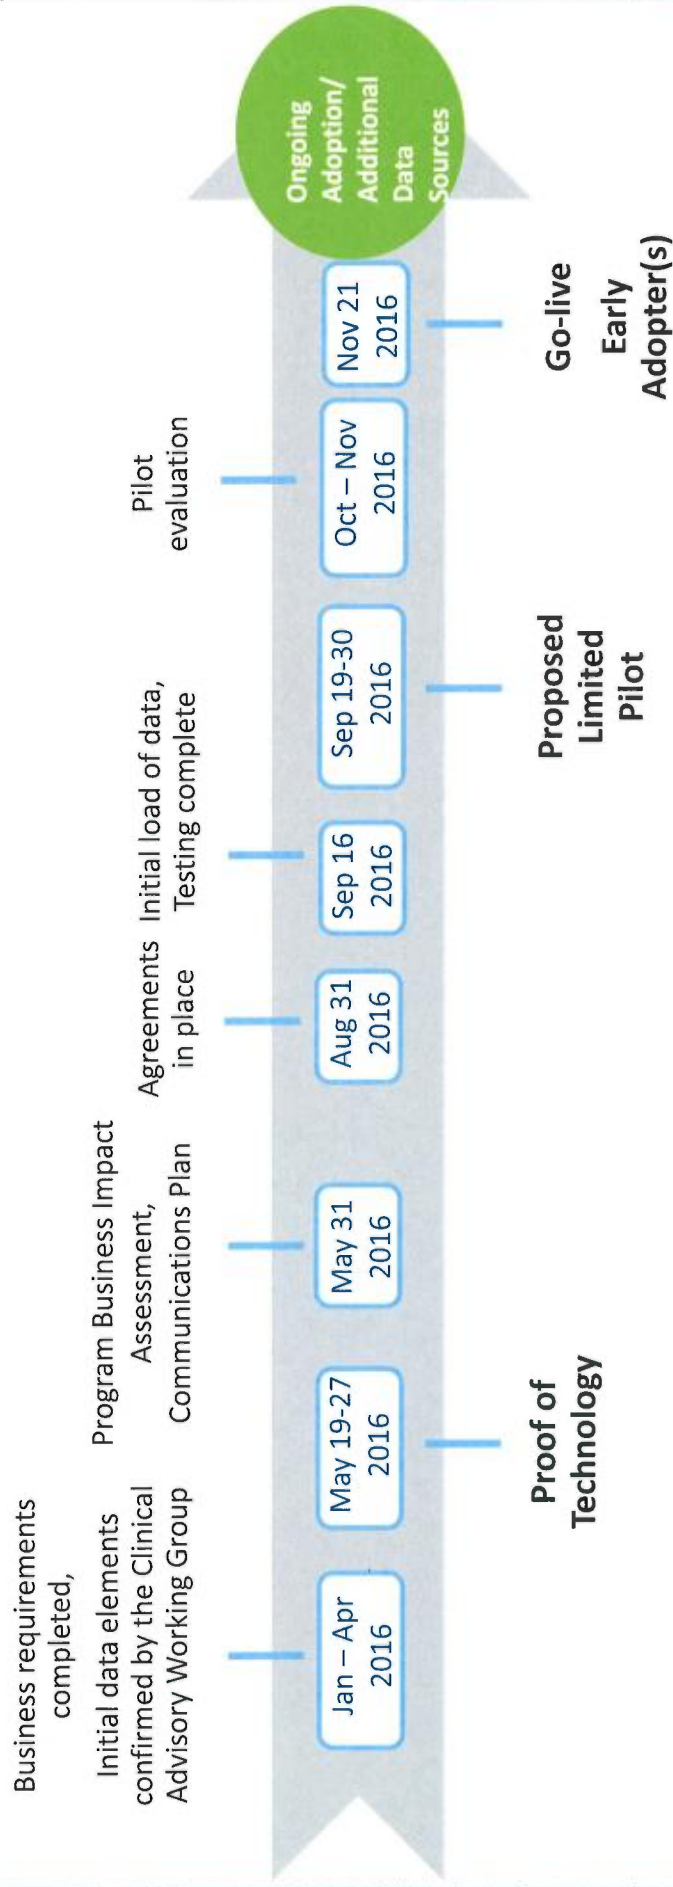 Business requirements
completed,
Initial data elements
confirmed by the Clinical
Advisory Working Group
Jan – Apr
2016
May 19-27
2016
Proof of
Technology
Program Business Impact
Assessment,
Communications Plan
May 31
2016
Agreements
in place
Aug 31
2016
Initial load of data,
Testing complete
Sep 16
2016
Sep 19-30
2016
Proposed
Limited
Pilot
Pilot
evaluation
Oct – Nov
2016
Nov 21
2016
Go-live
Early
Adopter(s)
Ongoing
Adoption/
Additional
Data
Sources